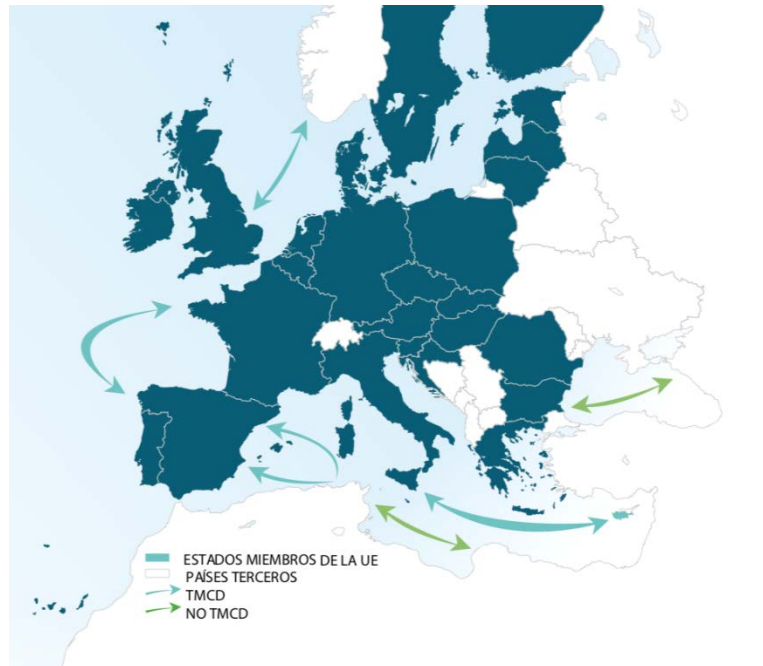 ESTADOS MIEMBROS DE LA UE
PAÍSES TERCEROS
TMCD
NO TMCD